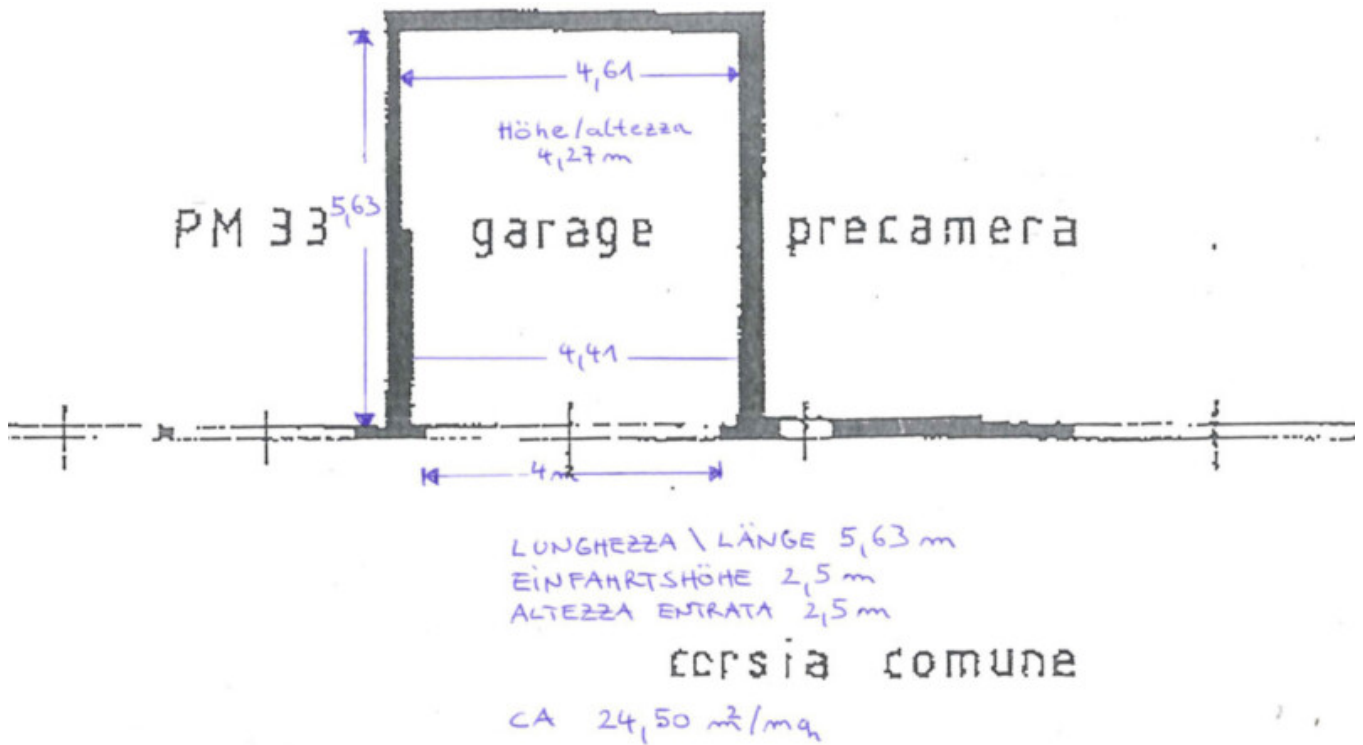 4,61
Höhe/altezza
4,27 m
5,63
PM 33 garage precamera
4,41
4 m
LUNGHEZZA \ LÄNGE 5,63 m
EINFAHRTSHÖHE 2,5 m
ALTEZZA ENTRATA 2,5 m
corsia comune
CA 24,50 m²/mq